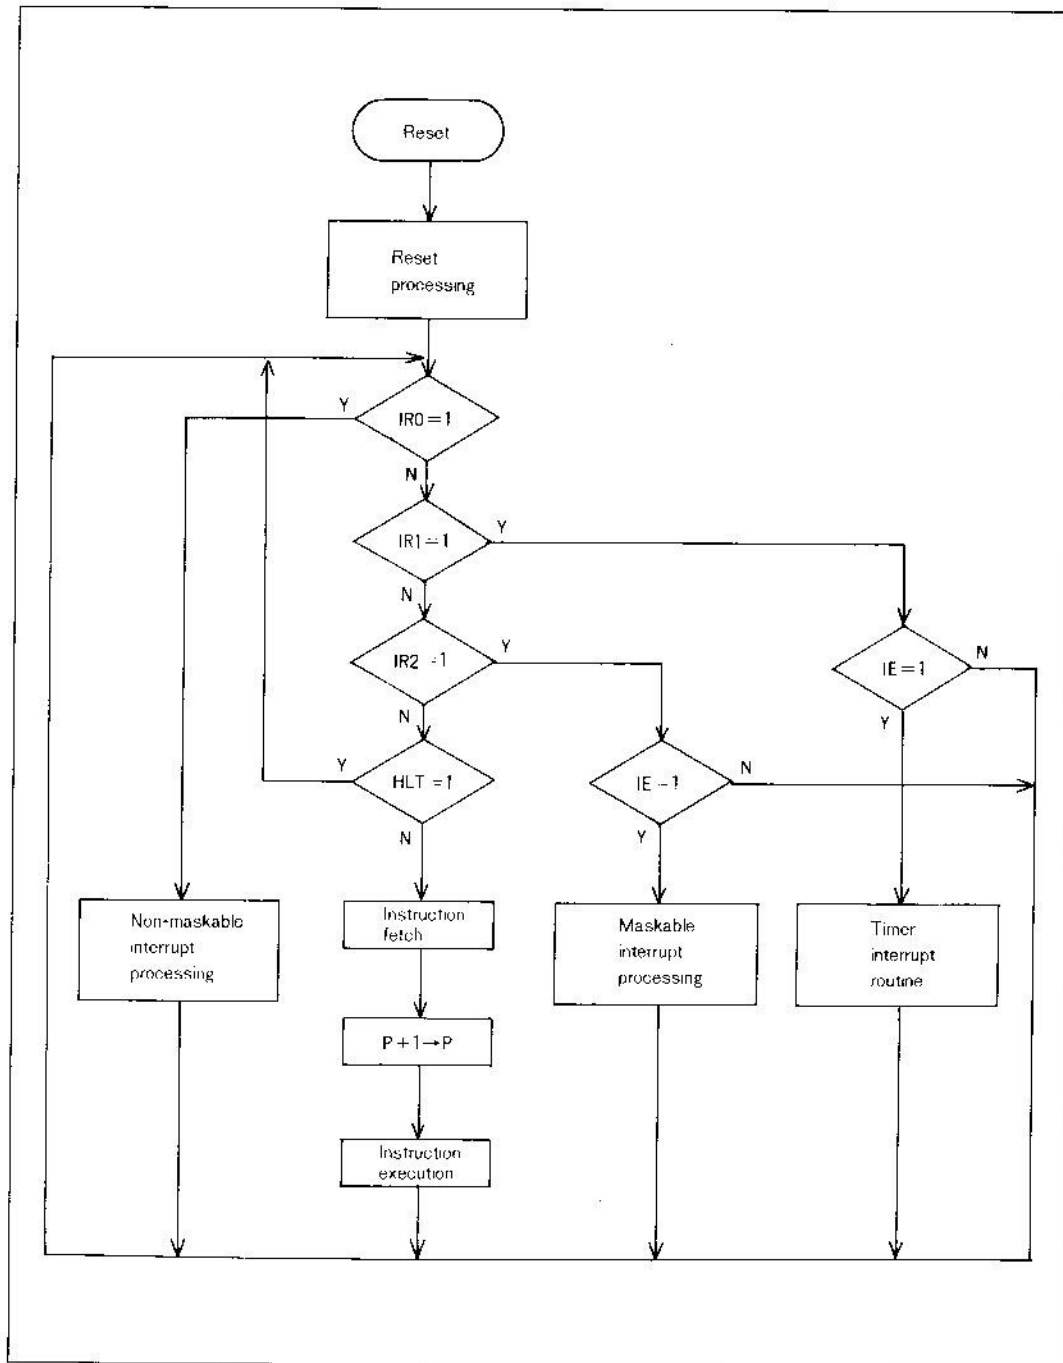 Reset
Reset
processing
Y
IR0=1
N
IR1=1
Y
N
IR2=1
Y
IE=1
N
N
Y
Y
HLT=1
IE=1
N
N
Y
Non-maskable
interrupt
processing
Instruction
fetch
Maskable
interrupt
processing
Timer
interrupt
routine
P+1→P
Instruction
execution